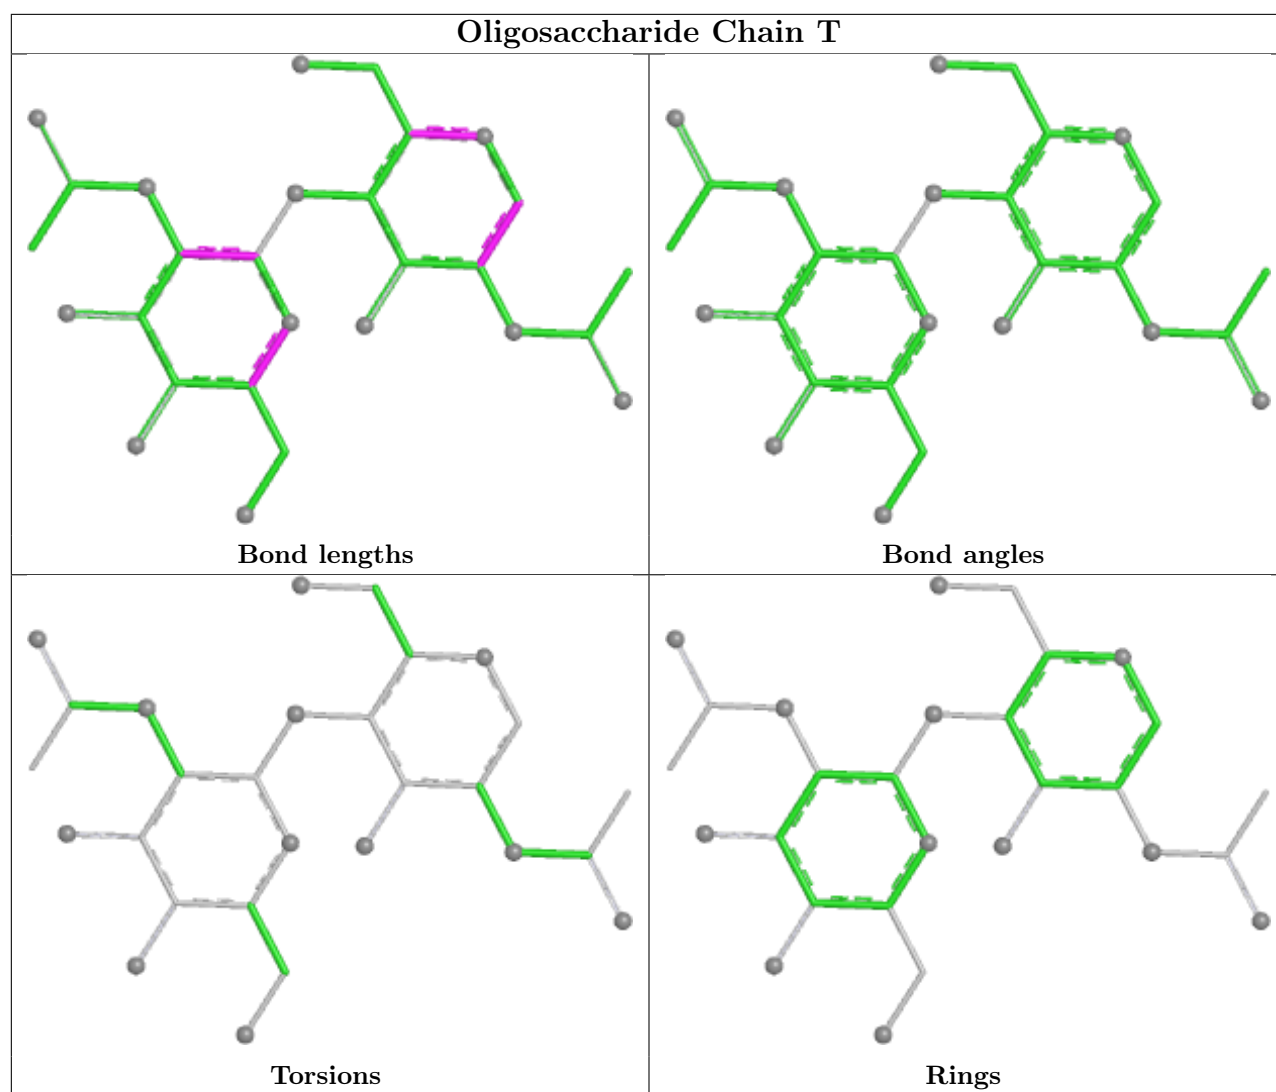 Oligosaccharide Chain T
Bond lengths
Bond angles
Torsions
Rings